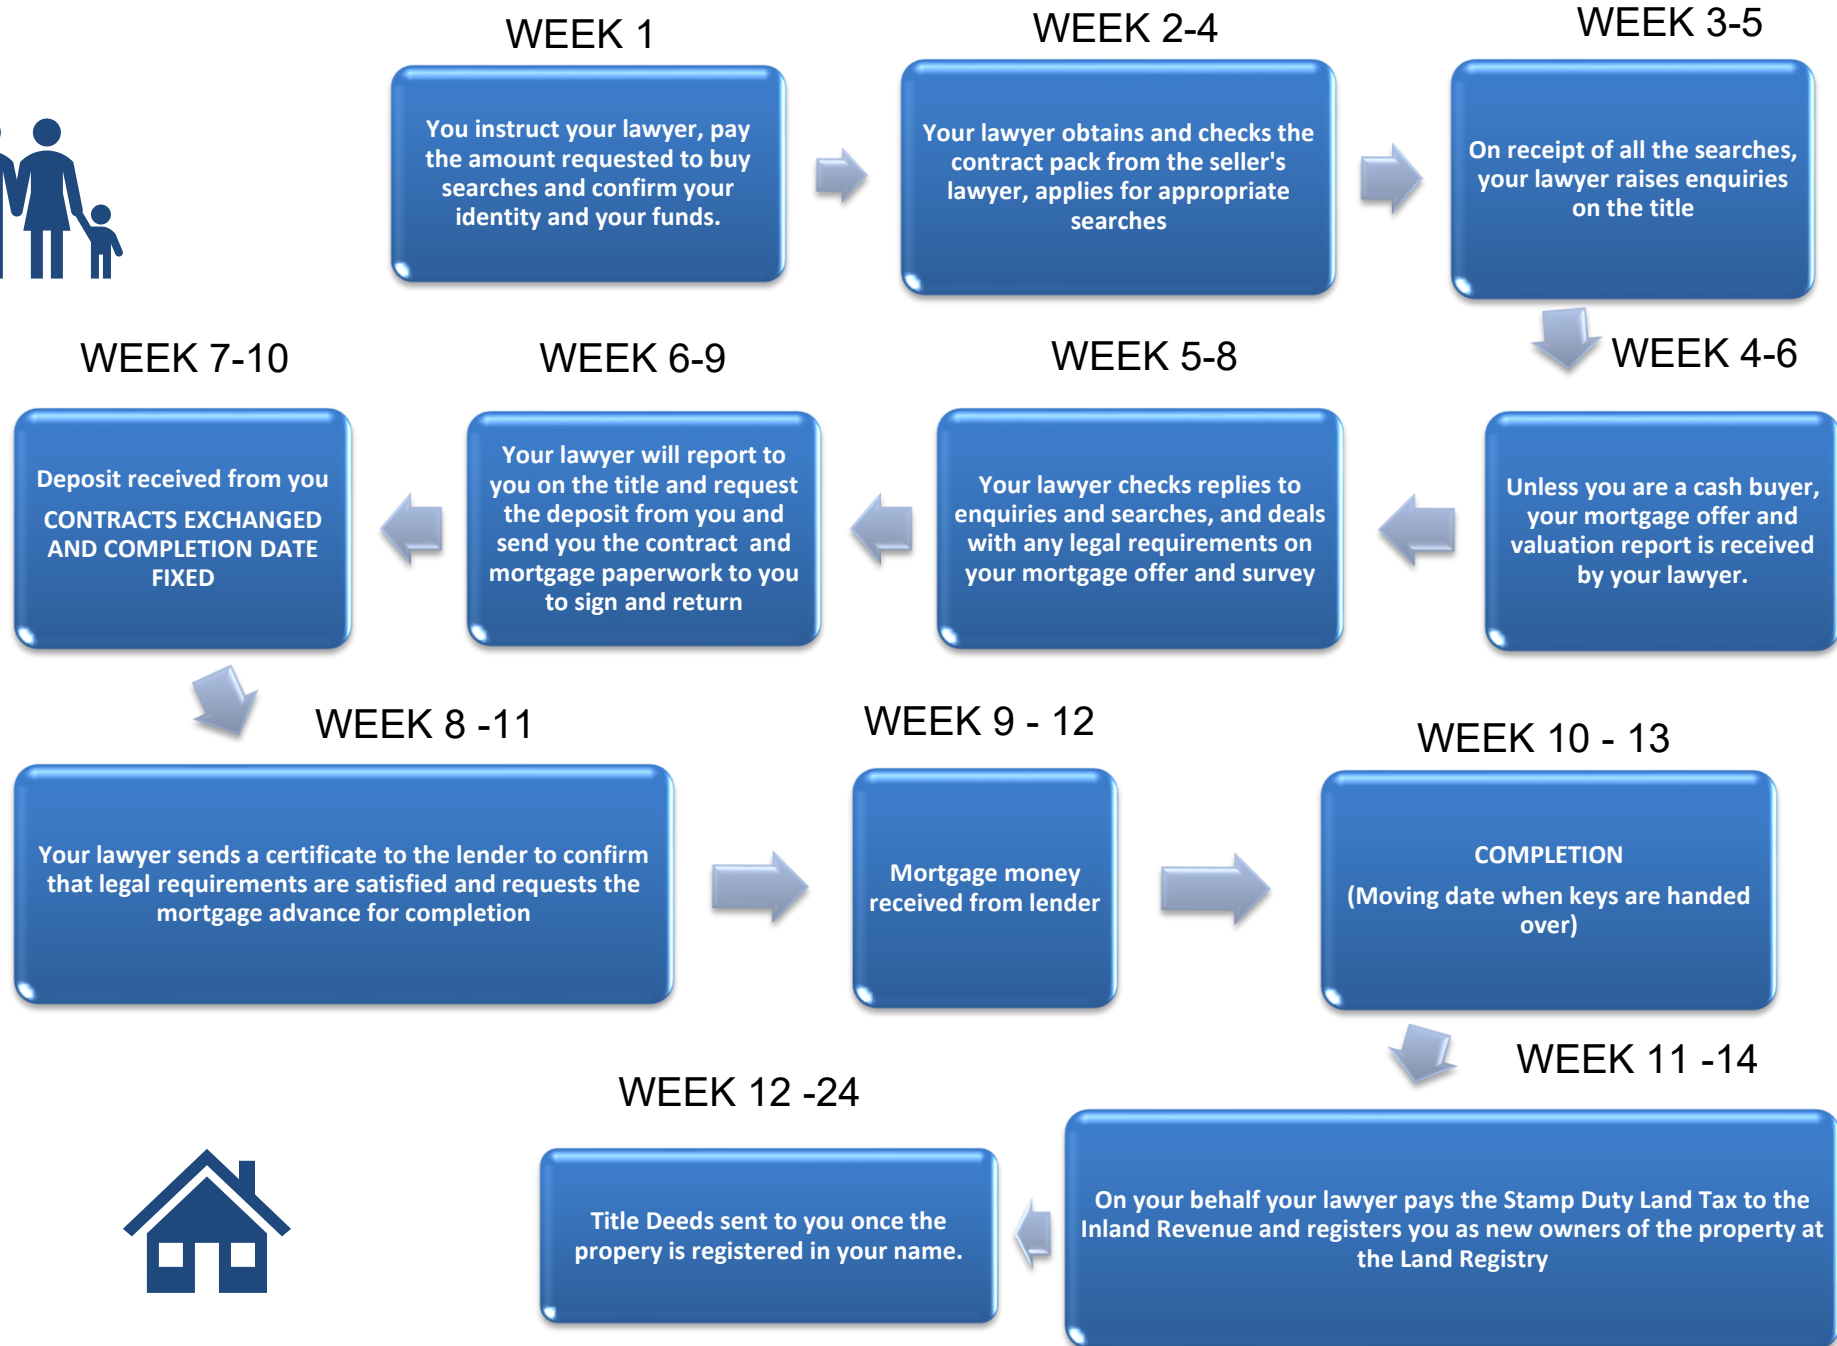 WEEK 1
You instruct your lawyer, pay
the amount requested to buy
searches and confirm your
identity and your funds.
WEEK 2-4
Your lawyer obtains and checks the
contract pack from the seller's
lawyer, applies for appropriate
searches
WEEK 3-5
On receipt of all the searches,
your lawyer raises enquiries
on the title
WEEK 4-6
Unless you are a cash buyer,
your mortgage offer and
valuation report is received
by your lawyer.
WEEK 5-8
Your lawyer checks replies to
enquiries and searches, and deals
with any legal requirements on
your mortgage offer and survey
WEEK 6-9
Your lawyer will report to
you on the title and request
the deposit from you and
send you the contract and
mortgage paperwork to you
to sign and return
WEEK 7-10
Deposit received from you
CONTRACTS EXCHANGED
AND COMPLETION DATE
FIXED
WEEK 8 -11
Your lawyer sends a certificate to the lender to confirm
that legal requirements are satisfied and requests the
mortgage advance for completion
WEEK 9 - 12
Mortgage money
received from lender
WEEK 10 - 13
COMPLETION
(Moving date when keys are handed
over)
WEEK 11 -14
On your behalf your lawyer pays the Stamp Duty Land Tax to the
Inland Revenue and registers you as new owners of the property at
the Land Registry
WEEK 12 -24
Title Deeds sent to you once the
propery is registered in your name.